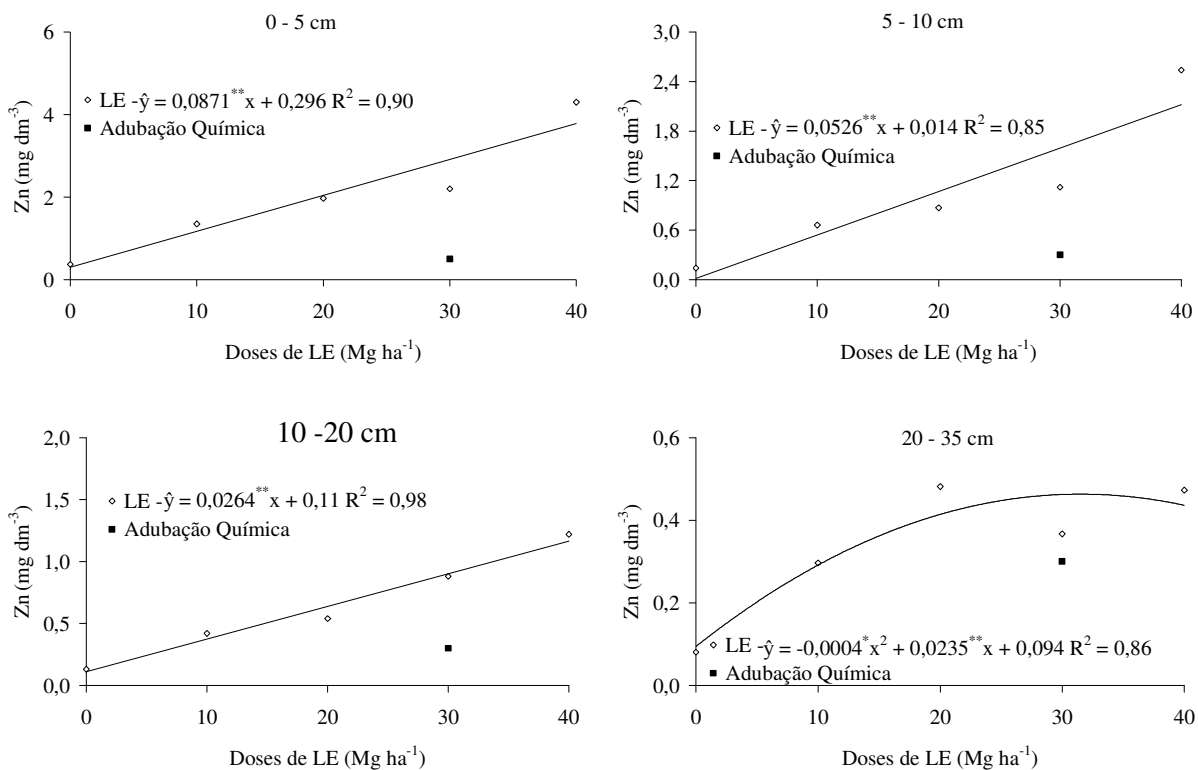 0 - 5 cm
6
4
2
0
Zn (mg dm⁻³)
◇ LE -ŷ = 0,0871**x + 0,296 R² = 0,90
■ Adubação Química
0 10 20 30 40
Doses de LE (Mg ha⁻¹)
5 - 10 cm
3,0
2,4
1,8
1,2
0,6
0,0
Zn (mg dm⁻³)
◇ LE - ŷ = 0,0526**x + 0,014 R² = 0,85
■ Adubação Química
0 10 20 30 40
Doses de LE (Mg ha⁻¹)
10 -20 cm
2,0
1,5
1,0
0,5
0,0
Zn (mg dm⁻³)
◇ LE -ŷ = 0,0264**x + 0,11 R² = 0,98
■ Adubação Química
0 10 20 30 40
Doses de LE (Mg ha⁻¹)
20 - 35 cm
0,6
0,4
0,2
0,0
Zn (mg dm⁻³)
◇ LE -ŷ = -0,0004*x² + 0,0235**x + 0,094 R² = 0,86
■ Adubação Química
0 10 20 30 40
Doses de LE (Mg ha⁻¹)